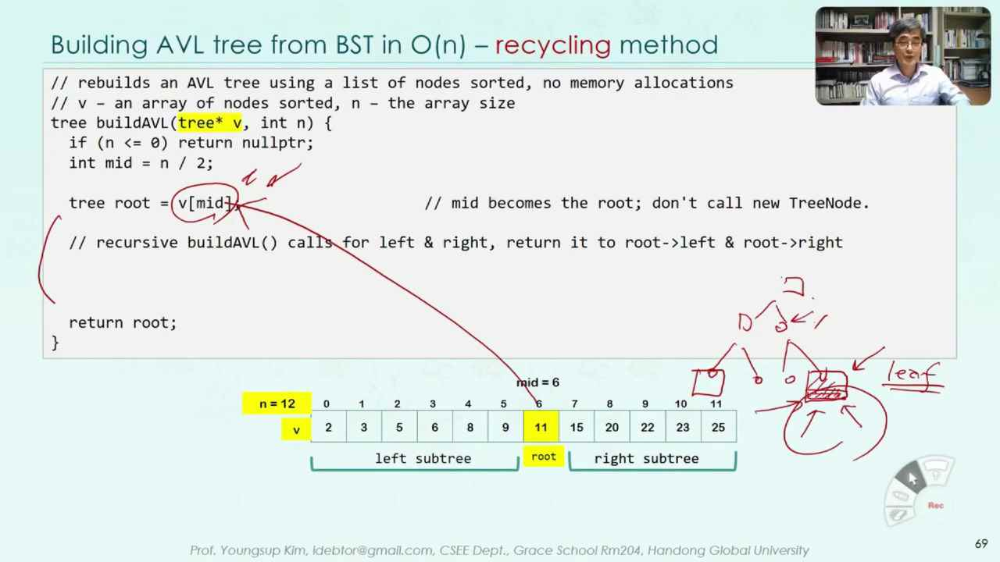 Building AVL tree from BST in O(n) – recycling method
// rebuilds an AVL tree using a list of nodes sorted, no memory allocations
// v – an array of nodes sorted, n – the array size
tree buildAVL(tree* v, int n) {
if (n <= 0) return nullptr;
int mid = n / 2;
tree root = v[mid]; // mid becomes the root; don't call new TreeNode.
// recursive buildAVL() calls for left & right, return it to root->left & root->right
return root;
}
leaf
mid = 6
n = 12 0 1 2 3 4 5 6 7 8 9 10 11
v 2 3 5 6 8 9 11 15 20 22 23 25
left subtree root right subtree
Rec
Prof. Youngsup Kim, idebtor@gmail.com, CSEE Dept., Grace School Rm204, Handong Global University
69